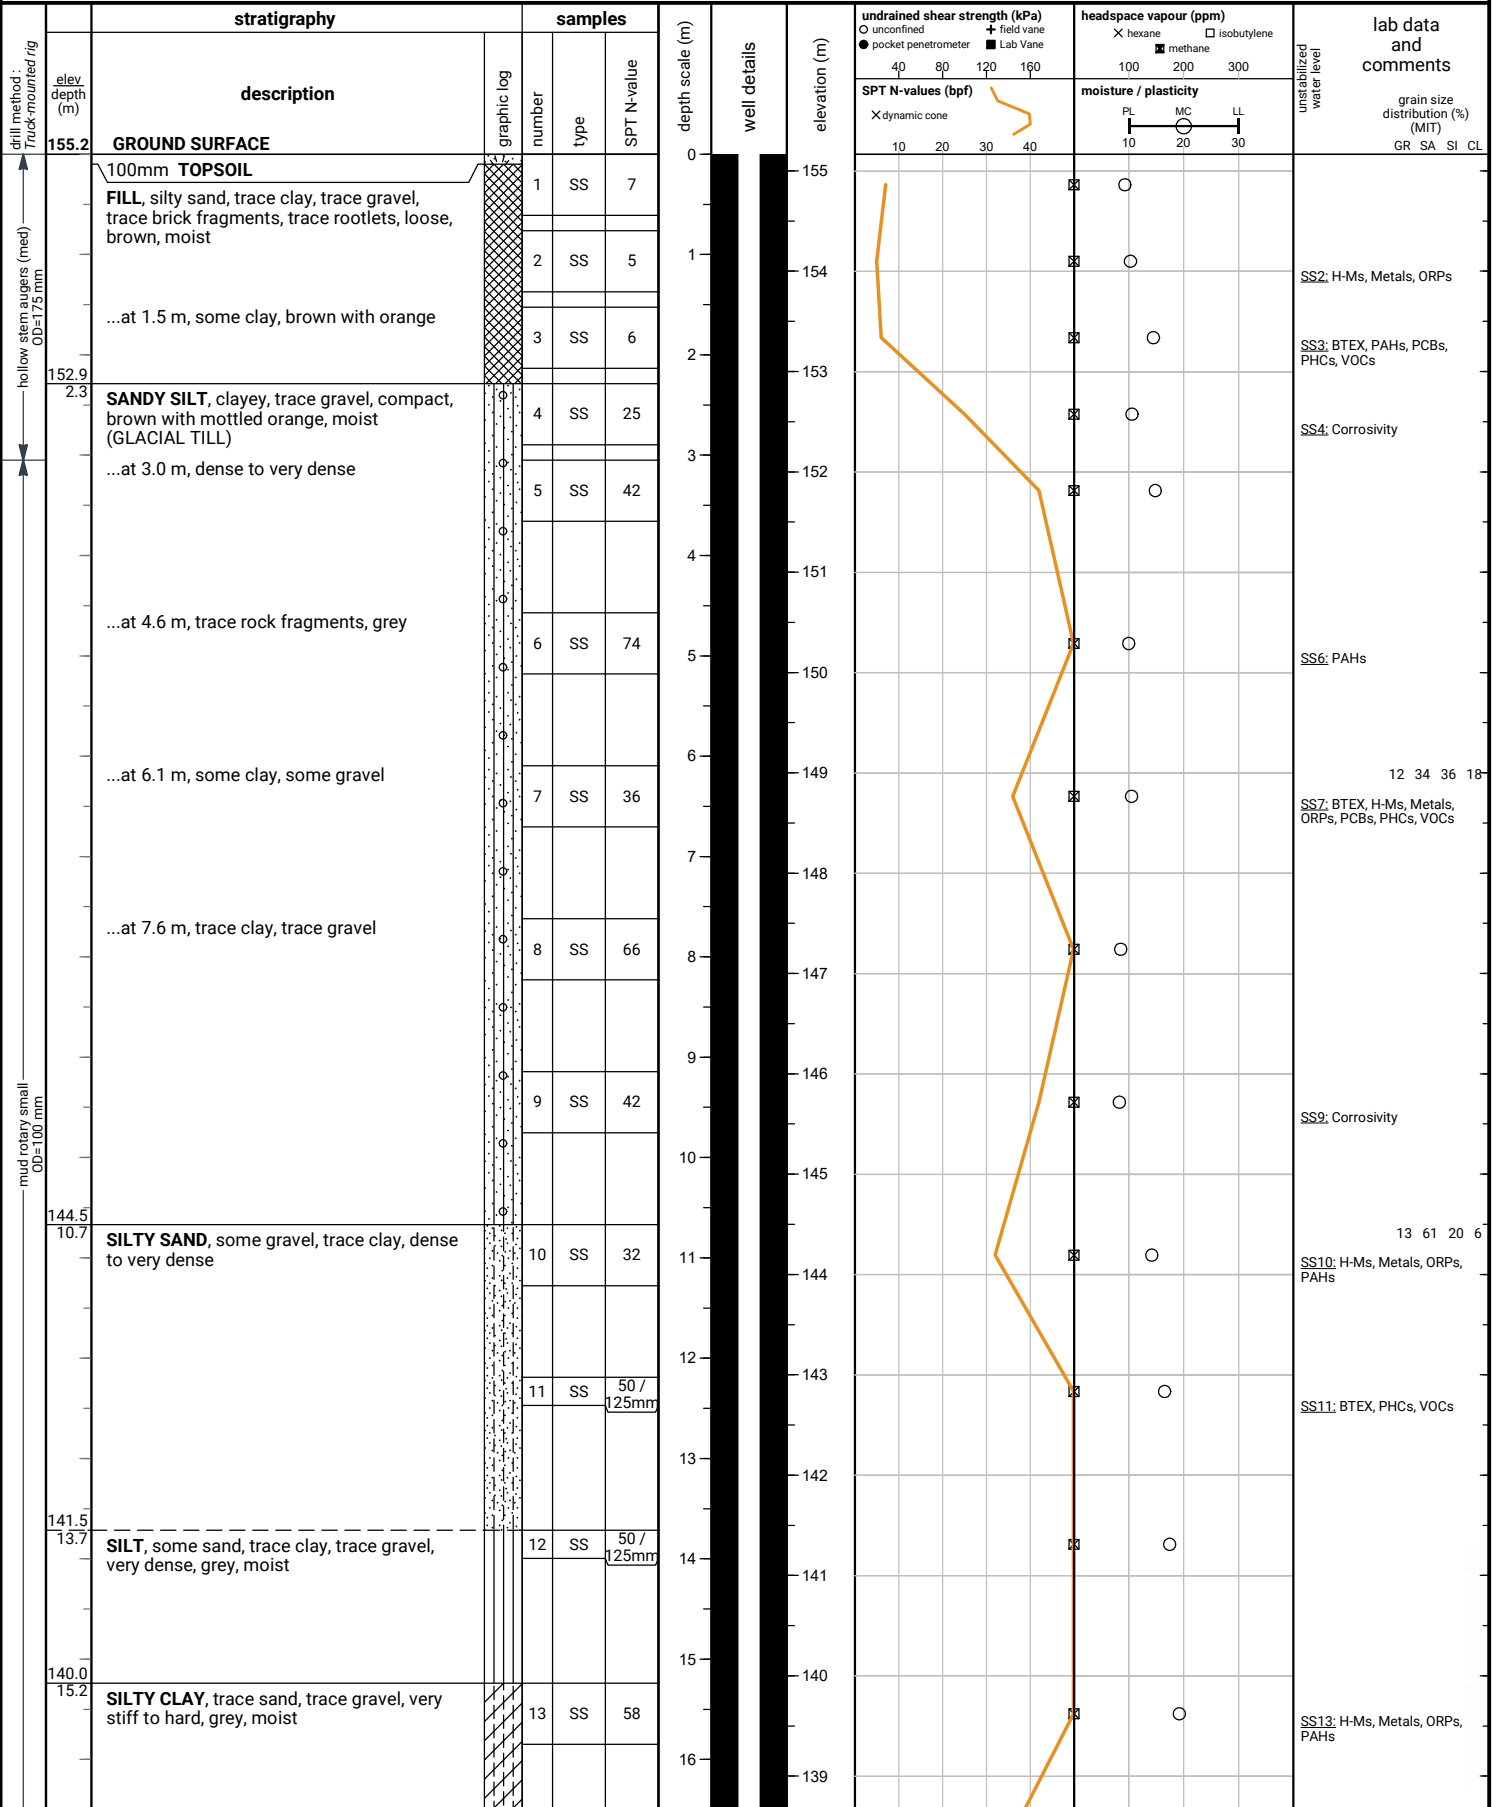 stratigraphy
samples
drill method :
Truck-mounted rig
elev
depth
(m)
description
graphic log
number
type
SPT N-value
depth scale (m)
well details
elevation (m)
undrained shear strength (kPa)
unconfined
field vane
pocket penetrometer
Lab Vane
40 80 120 160
SPT N-values (bpf)
dynamic cone
10 20 30 40
headspace vapour (ppm)
hexane
isobutylene
methane
100 200 300
moisture / plasticity
PL MC LL
10 20 30
unstabilized
water level
lab data
and
comments
grain size
distribution (%)
(MIT)
GR SA SI CL
155.2 GROUND SURFACE
100mm TOPSOIL
FILL, silty sand, trace clay, trace gravel,
trace brick fragments, trace rootlets, loose,
brown, moist
...at 1.5 m, some clay, brown with orange
152.9
2.3
SANDY SILT, clayey, trace gravel, compact,
brown with mottled orange, moist
(GLACIAL TILL)
...at 3.0 m, dense to very dense
...at 4.6 m, trace rock fragments, grey
...at 6.1 m, some clay, some gravel
...at 7.6 m, trace clay, trace gravel
144.5
10.7
SILTY SAND, some gravel, trace clay, dense
to very dense
141.5
13.7
SILT, some sand, trace clay, trace gravel,
very dense, grey, moist
140.0
15.2
SILTY CLAY, trace sand, trace gravel, very
stiff to hard, grey, moist
hollow stem augers (med)
OD=175 mm
mud rotary small
OD=100 mm
1 SS 7
2 SS 5
3 SS 6
4 SS 25
5 SS 42
6 SS 74
7 SS 36
8 SS 66
9 SS 42
10 SS 32
11 SS 50 /
125mm
12 SS 50 /
125mm
13 SS 58
0
1
2
3
4
5
6
7
8
9
10
11
12
13
14
15
16
155
154
153
152
151
150
149
148
147
146
145
144
143
142
141
140
139
SS2: H-Ms, Metals, ORPs
SS3: BTEX, PAHs, PCBs,
PHCs, VOCs
SS4: Corrosivity
SS6: PAHs
12 34 36 18
SS7: BTEX, H-Ms, Metals,
ORPs, PCBs, PHCs, VOCs
SS9: Corrosivity
13 61 20 6
SS10: H-Ms, Metals, ORPs,
PAHs
SS11: BTEX, PHCs, VOCs
SS13: H-Ms, Metals, ORPs,
PAHs